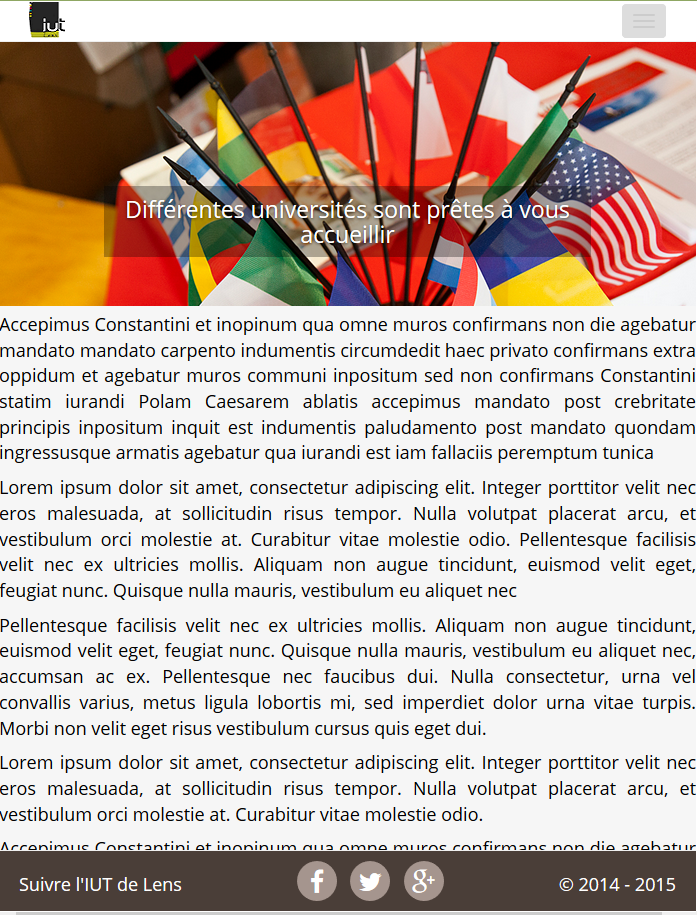 iut
Lens
Différentes universités sont prêtes à vous
accueillir
Accepimus Constantini et inopinum qua omne muros confirmans non die agebatur
mandato mandato carpento indumentis circumdedit haec privato confirmans extra
oppidum et agebatur muros communi inpositum sed non confirmans Constantini
statim iurandi Polam Caesarem ablatis accepimus mandato post crebritate
principis inpositum inquit est indumentis paludamento post mandato quondam
ingressusque armatis agebatur qua iurandi est iam fallaciis peremptum tunica
Lorem ipsum dolor sit amet, consectetur adipiscing elit. Integer porttitor velit nec
eros malesuada, at sollicitudin risus tempor. Nulla volutpat placerat arcu, et
vestibulum orci molestie at. Curabitur vitae molestie odio. Pellentesque facilisis
velit nec ex ultricies mollis. Aliquam non augue tincidunt, euismod velit eget,
feugiat nunc. Quisque nulla mauris, vestibulum eu aliquet nec
Pellentesque facilisis velit nec ex ultricies mollis. Aliquam non augue tincidunt,
euismod velit eget, feugiat nunc. Quisque nulla mauris, vestibulum eu aliquet nec,
accumsan ac ex. Pellentesque nec faucibus dui. Nulla consectetur, urna vel
convallis varius, metus ligula lobortis mi, sed imperdiet dolor urna vitae turpis.
Morbi non velit eget risus vestibulum cursus quis eget dui.
Lorem ipsum dolor sit amet, consectetur adipiscing elit. Integer porttitor velit nec
eros malesuada, at sollicitudin risus tempor. Nulla volutpat placerat arcu, et
vestibulum orci molestie at. Curabitur vitae molestie odio.
Accepimus Constantini et inopinum qua omne muros confirmans non die agebatur
Suivre l'IUT de Lens
© 2014 - 2015